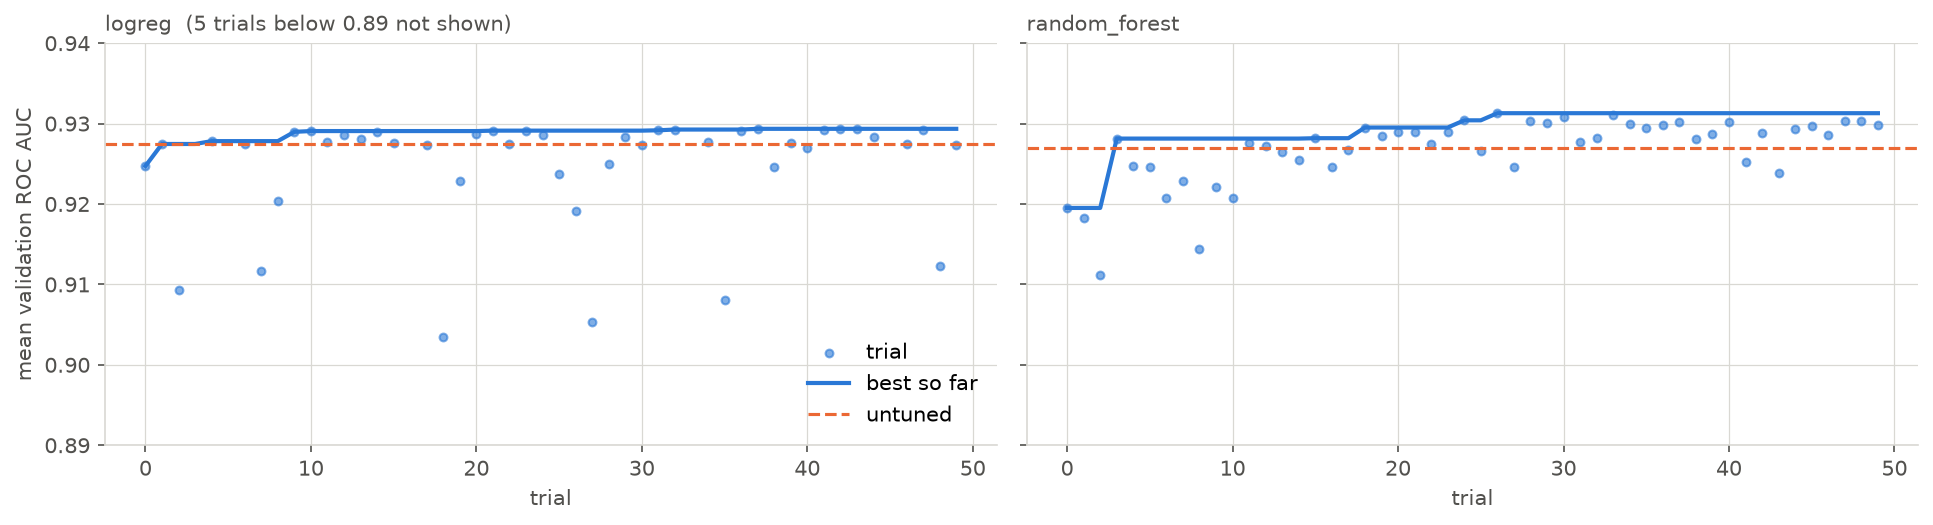 logreg  (5 trials below 0.89 not shown)
random_forest
mean validation ROC AUC
0.94
0.93
0.92
0.91
0.90
0.89
trial
best so far
untuned
0 10 20 30 40 50
trial
0 10 20 30 40 50
trial